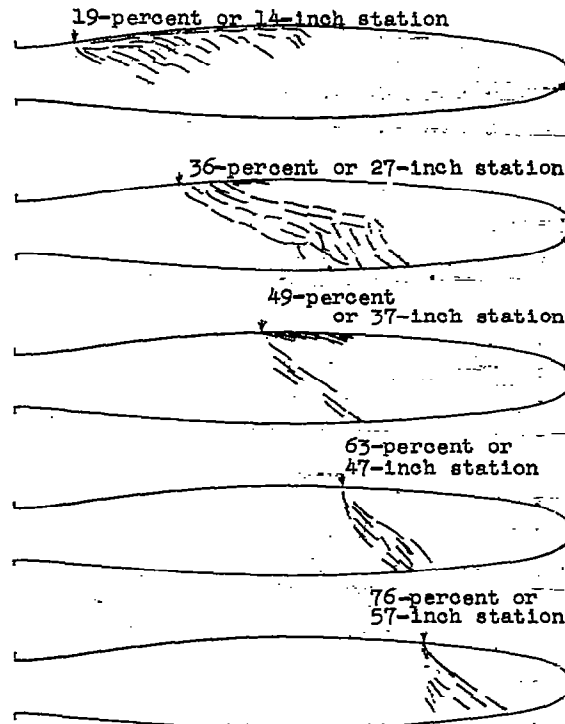 19-percent or 14-inch station
36-percent or 27-inch station
49-percent
or 37-inch station
63-percent or
47-inch station
76-percent or
57-inch station